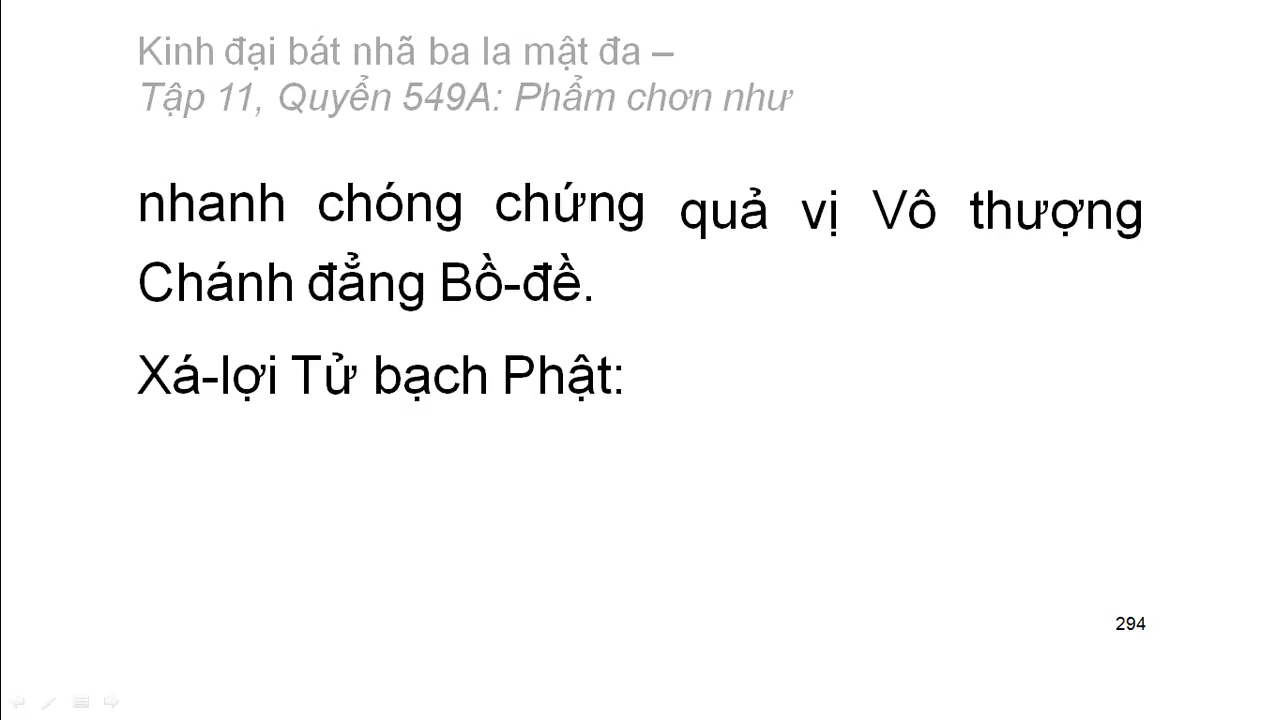 Kinh đại bát nhã ba la mật đa –
Tập 11, Quyển 549A: Phẩm chơn như
nhanh chóng chứng quả vị Vô thượng
Chánh đẳng Bồ-đề.
Xá-lợi Tử bạch Phật:
294